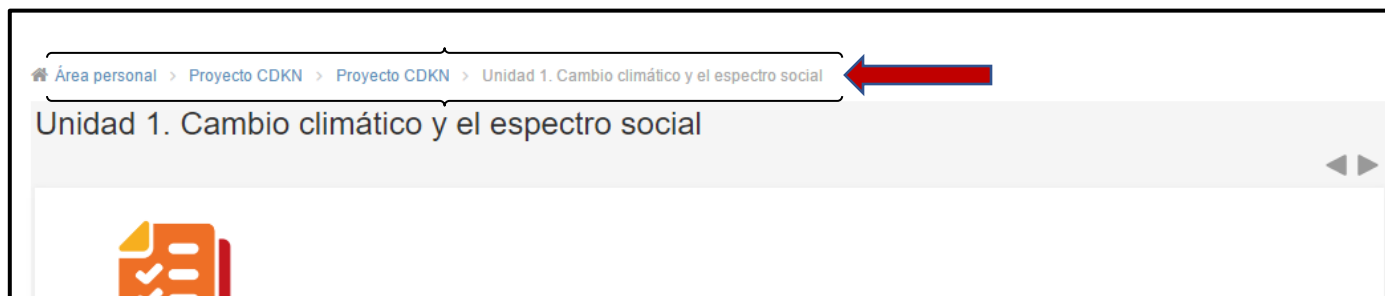 Área personal > Proyecto CDKN > Proyecto CDKN > Unidad 1. Cambio climático y el espectro social
Unidad 1. Cambio climático y el espectro social